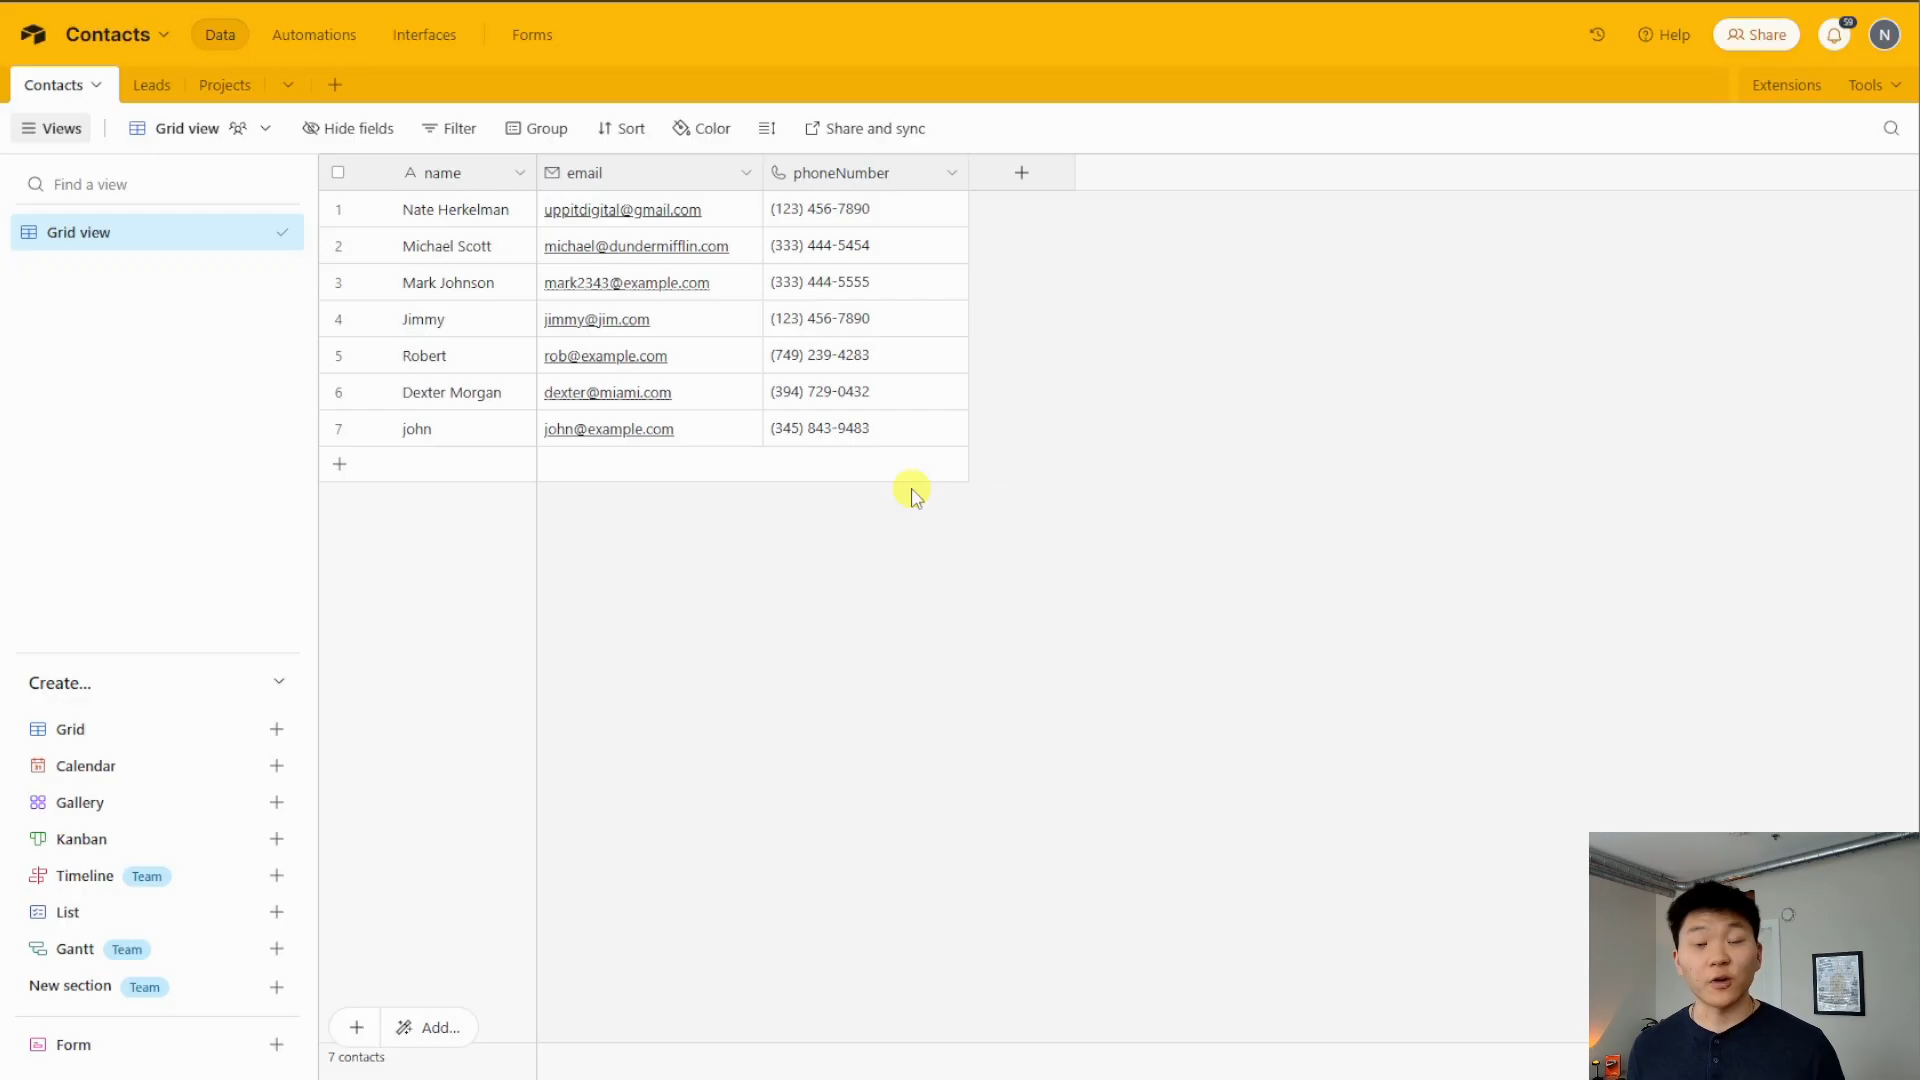 Contacts
Data
Automations
Interfaces
Forms
Help
Share
59
N
Contacts
Leads
Projects
Extensions
Tools
Views
Grid view
Hide fields
Filter
Group
Sort
Color
Share and sync
Find a view
Grid view
name
email
phoneNumber
1 Nate Herkelman uppitdigital@gmail.com (123) 456-7890
2 Michael Scott michael@dundermifflin.com (333) 444-5454
3 Mark Johnson mark2343@example.com (333) 444-5555
4 Jimmy jimmy@jim.com (123) 456-7890
5 Robert rob@example.com (749) 239-4283
6 Dexter Morgan dexter@miami.com (394) 729-0432
7 john john@example.com (345) 843-9483
Create...
Grid
Calendar
Gallery
Kanban
Timeline Team
List
Gantt Team
New section Team
Form
Add...
7 contacts